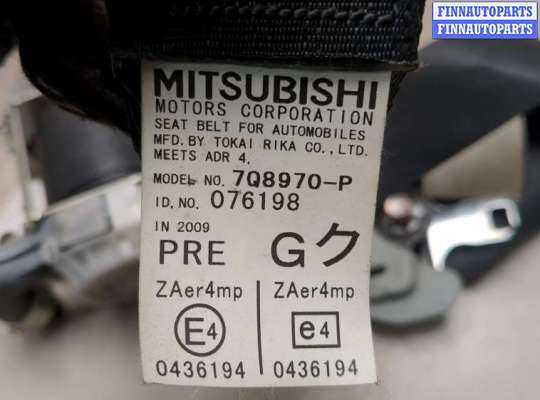 FINNAUTOPARTS
FINNAUTOPARTS
MITSUBISHI
MOTORS CORPORATION
SEAT BELT FOR AUTOMOBILES
MFD. BY TOKAI RIKA CO., LTD.
MEETS ADR 4.
MODEL NO. 7Q8970-P
ID. NO. 076198
IN 2009
PRE Gク
ZAer4mp ZAer4mp
E4 e4
0436194 0436194